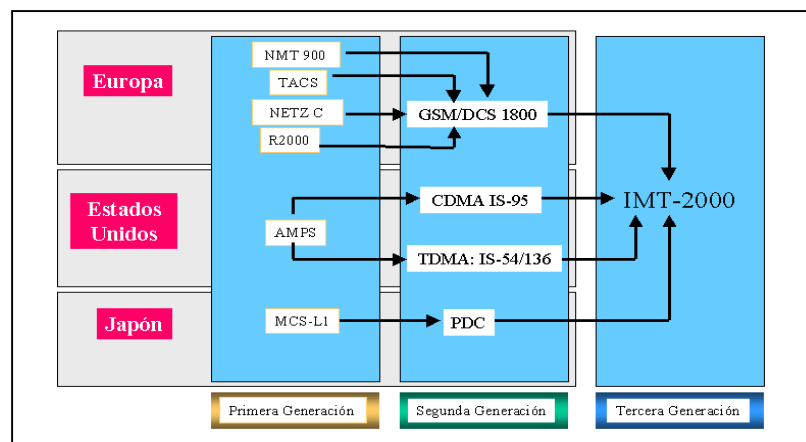 Europa
NMT 900
TACS
NETZ C
R2000
GSM/DCS 1800
Estados
Unidos
AMPS
CDMA IS-95
TDMA: IS-54/136
IMT-2000
Japón
MCS-L1
PDC
Primera Generación
Segunda Generación
Tercera Generación